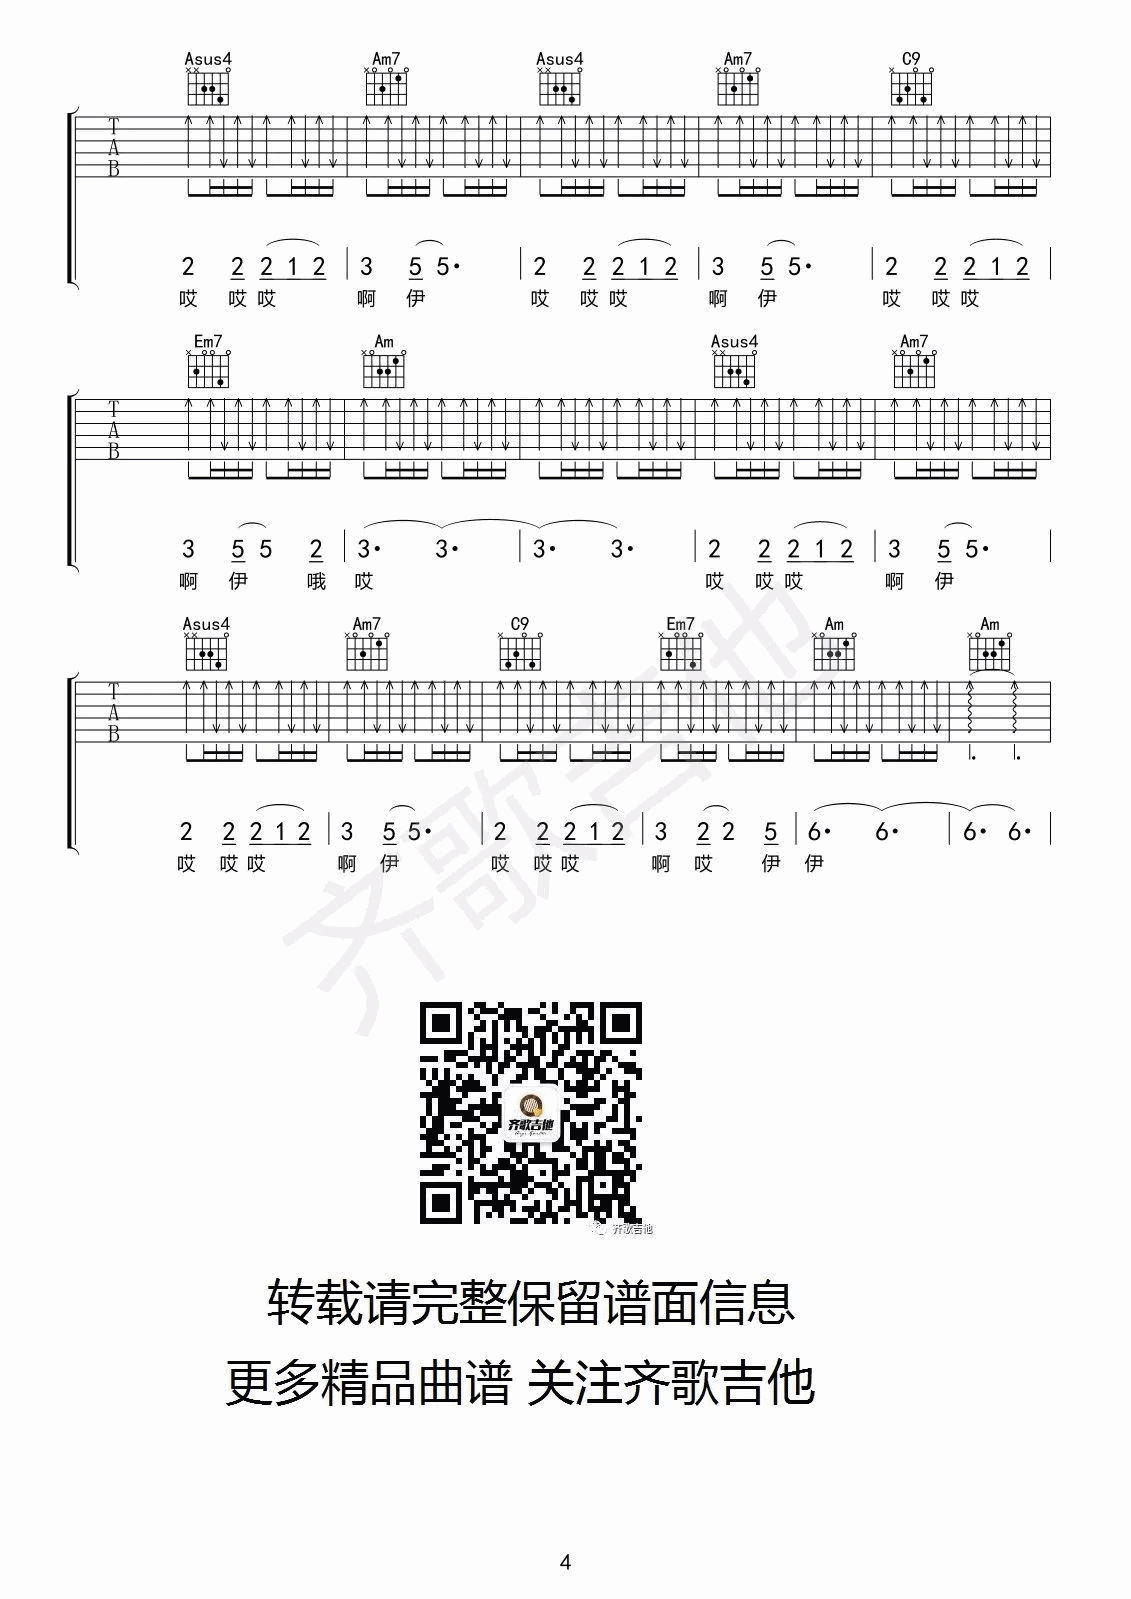 Asus4 Am7 Asus4 Am7 C9
T
A
B
2 2 2 1 2 3 5 5· 2 2 2 1 2 3 5 5· 2 2 2 1 2
哎 哎 哎 啊 伊 哎 哎 哎 啊 伊 哎 哎 哎
Em7 Am Asus4 Am7
T
A
B
3 5 5 2 3· 3· 3· 3· 2 2 2 1 2 3 5 5·
啊 伊 哦 哎 哎 哎 哎 啊 伊
Asus4 Am7 C9 Em7 Am Am
T
A
B
2 2 2 1 2 3 5 5· 2 2 2 1 2 3 2 2 5 6· 6· 6· 6·
哎 哎 哎 啊 伊 哎 哎 哎 啊 哎 伊 伊
齐歌吉他
齐歌吉他
齐歌吉他
转载请完整保留谱面信息
更多精品曲谱 关注齐歌吉他
4